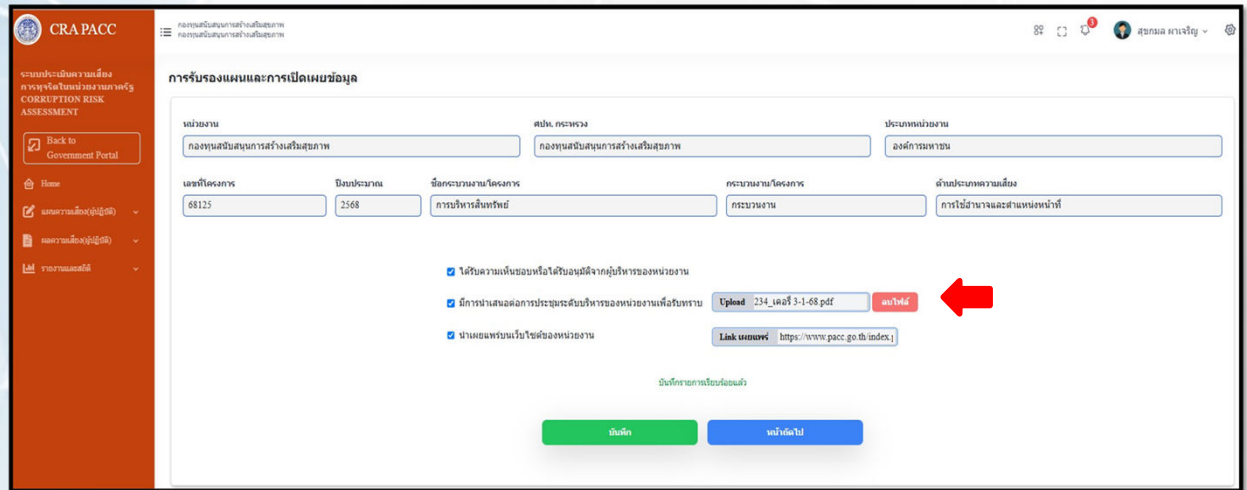 CRA PACC
กองทุนสนับสนุนการสร้างเสริมสุขภาพ
กองทุนสนับสนุนการสร้างเสริมสุขภาพ
3
สุขกมล ผาเจริญ
ระบบประเมินความเสี่ยง
การทุจริตในหน่วยงานภาครัฐ
CORRUPTION RISK
ASSESSMENT
Back to
Government Portal
Home
แผนความเสี่ยง(ผู้ปฏิบัติ)
ผลความเสี่ยง(ผู้ปฏิบัติ)
รายงานและสถิติ
การรับรองแผนและการเปิดเผยข้อมูล
หน่วยงาน ศปท. กระทรวง ประเภทหน่วยงาน
กองทุนสนับสนุนการสร้างเสริมสุขภาพ กองทุนสนับสนุนการสร้างเสริมสุขภาพ องค์การมหาชน
เลขที่โครงการ ปีงบประมาณ ชื่อกระบวนงาน/โครงการ กระบวนงาน/โครงการ ด้านประเภทความเสี่ยง
68125 2568 การบริหารสินทรัพย์ กระบวนงาน การใช้อำนาจและตำแหน่งหน้าที่
ได้รับความเห็นชอบหรือได้รับอนุมัติจากผู้บริหารของหน่วยงาน
มีการนำเสนอต่อการประชุมระดับบริหารของหน่วยงานเพื่อรับทราบ Upload 234_เคอรี่ 3-1-68.pdf ลบไฟล์
นำเผยแพร่บนเว็บไซต์ของหน่วยงาน Link เผยแพร่ https://www.pacc.go.th/index.p
บันทึกรายการเรียบร้อยแล้ว
บันทึก หน้าถัดไป